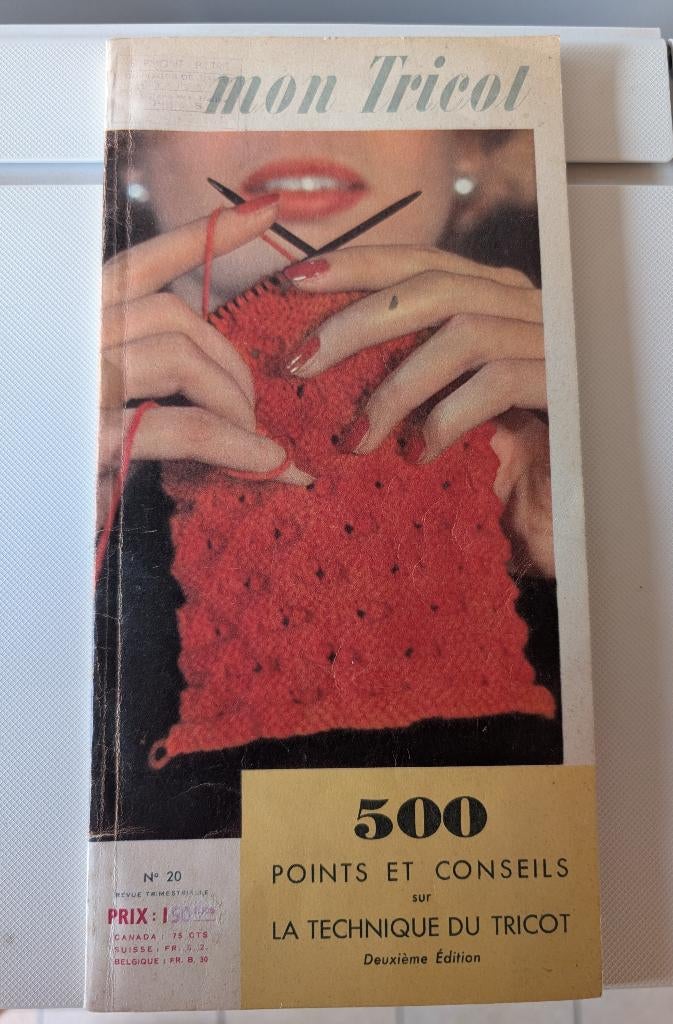 mon Tricot
500
POINTS ET CONSEILS
sur
LA TECHNIQUE DU TRICOT
Deuxième Édition
N° 20
REVUE TRIMESTRIELLE
PRIX : 150
CANADA : 75 CTS
SUISSE : FR. S. 2.
BELGIQUE : FR. B. 30